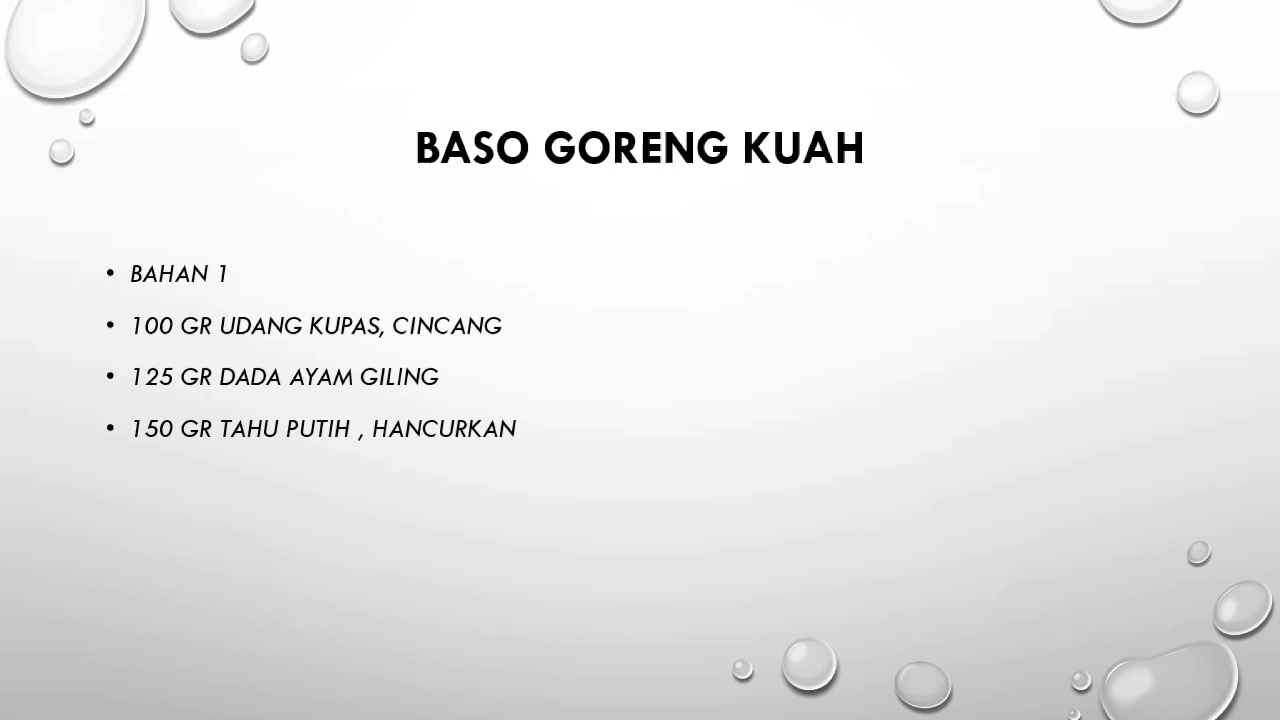 BASO GORENG KUAH
• BAHAN 1
• 100 GR UDANG KUPAS, CINCANG
• 125 GR DADA AYAM GILING
• 150 GR TAHU PUTIH , HANCURKAN